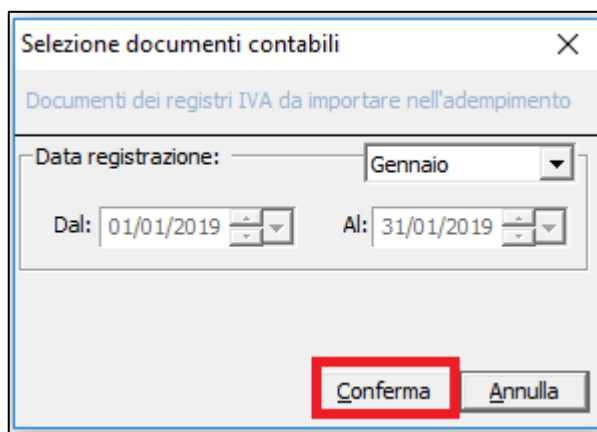 Selezione documenti contabili
Documenti dei registri IVA da importare nell'adempimento
Data registrazione: Gennaio
Dal: 01/01/2019 Al: 31/01/2019
Conferma Annulla